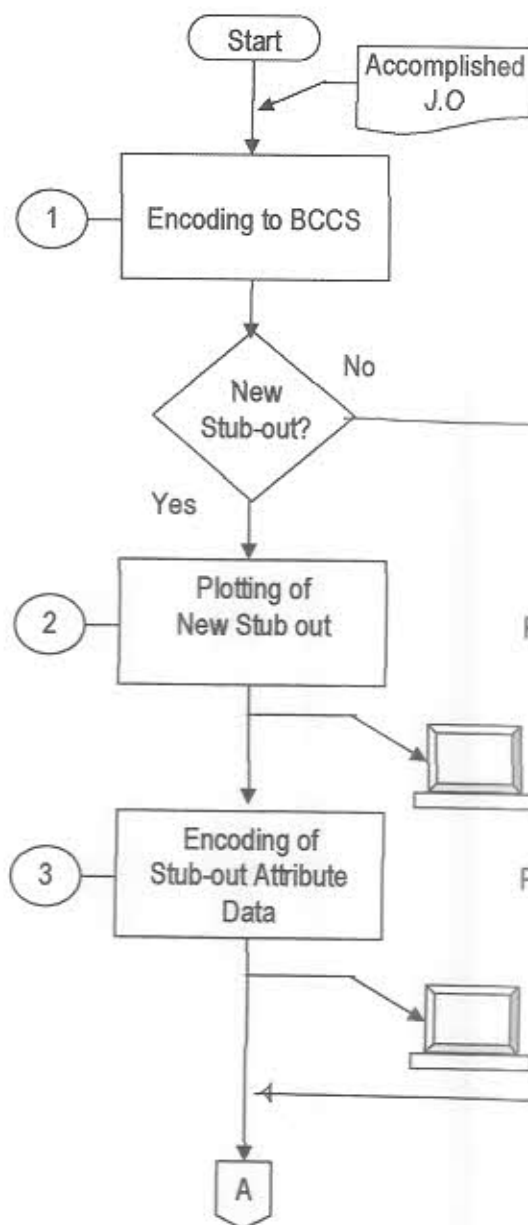 Start
Accomplished
J.O
1
Encoding to BCCS
New
Stub-out?
No
Yes
2
Plotting of
New Stub out
3
Encoding of
Stub-out Attribute
Data
A